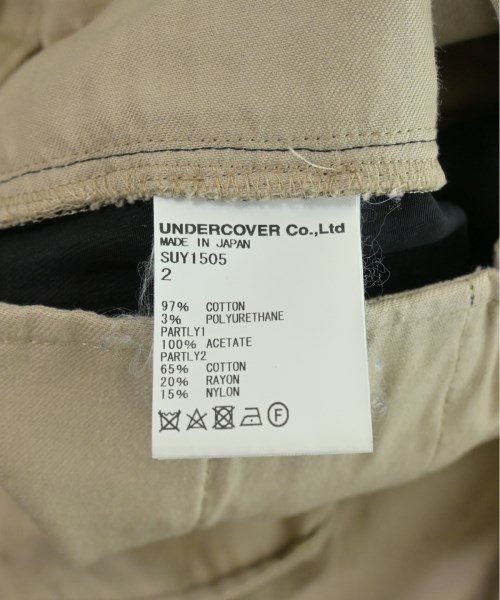 UNDERCOVER Co.,Ltd
MADE IN JAPAN
SUY1505
2
97% COTTON
3% POLYURETHANE
PARTLY1
100% ACETATE
PARTLY2
65% COTTON
20% RAYON
15% NYLON
F